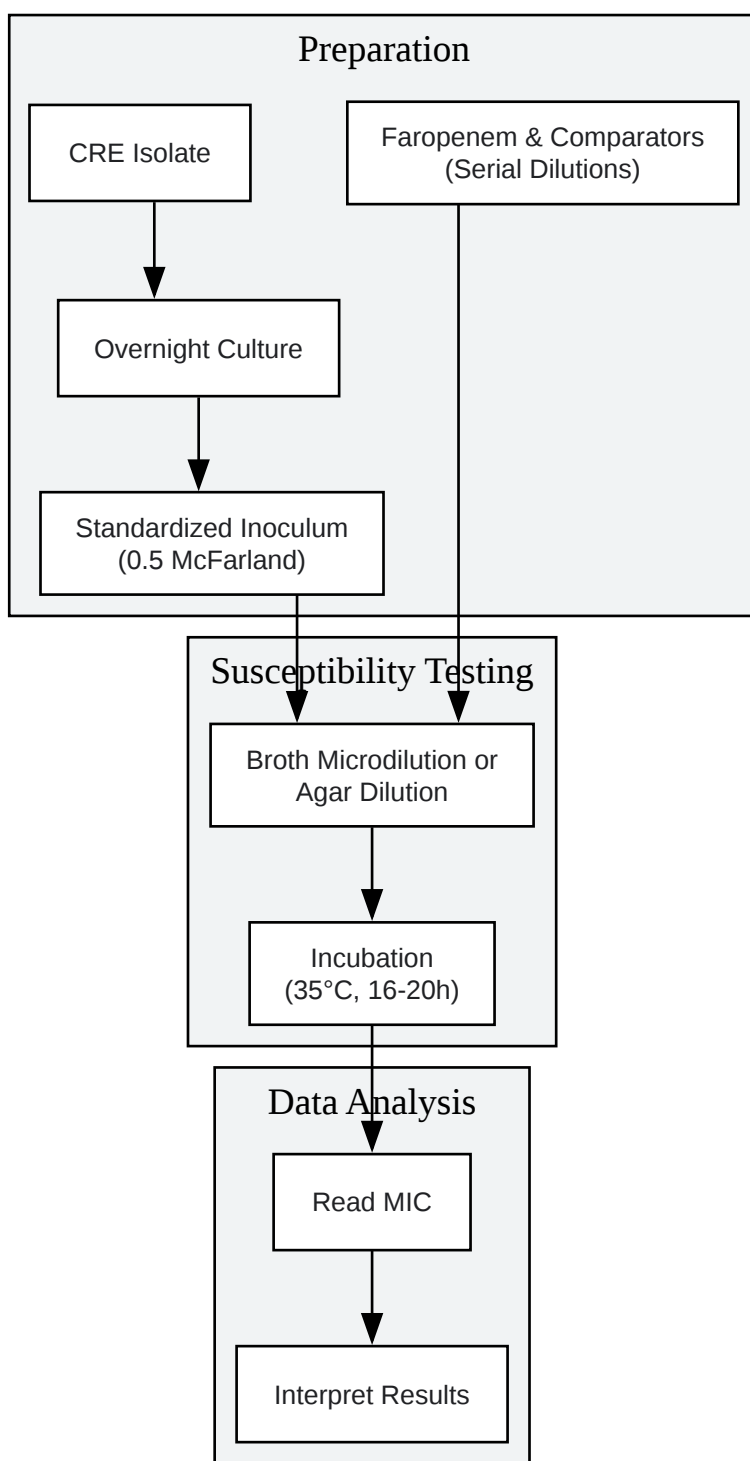 Preparation
CRE Isolate
Faropenem & Comparators
(Serial Dilutions)
Overnight Culture
Standardized Inoculum
(0.5 McFarland)
Susceptibility Testing
Broth Microdilution or
Agar Dilution
Incubation
(35°C, 16-20h)
Data Analysis
Read MIC
Interpret Results